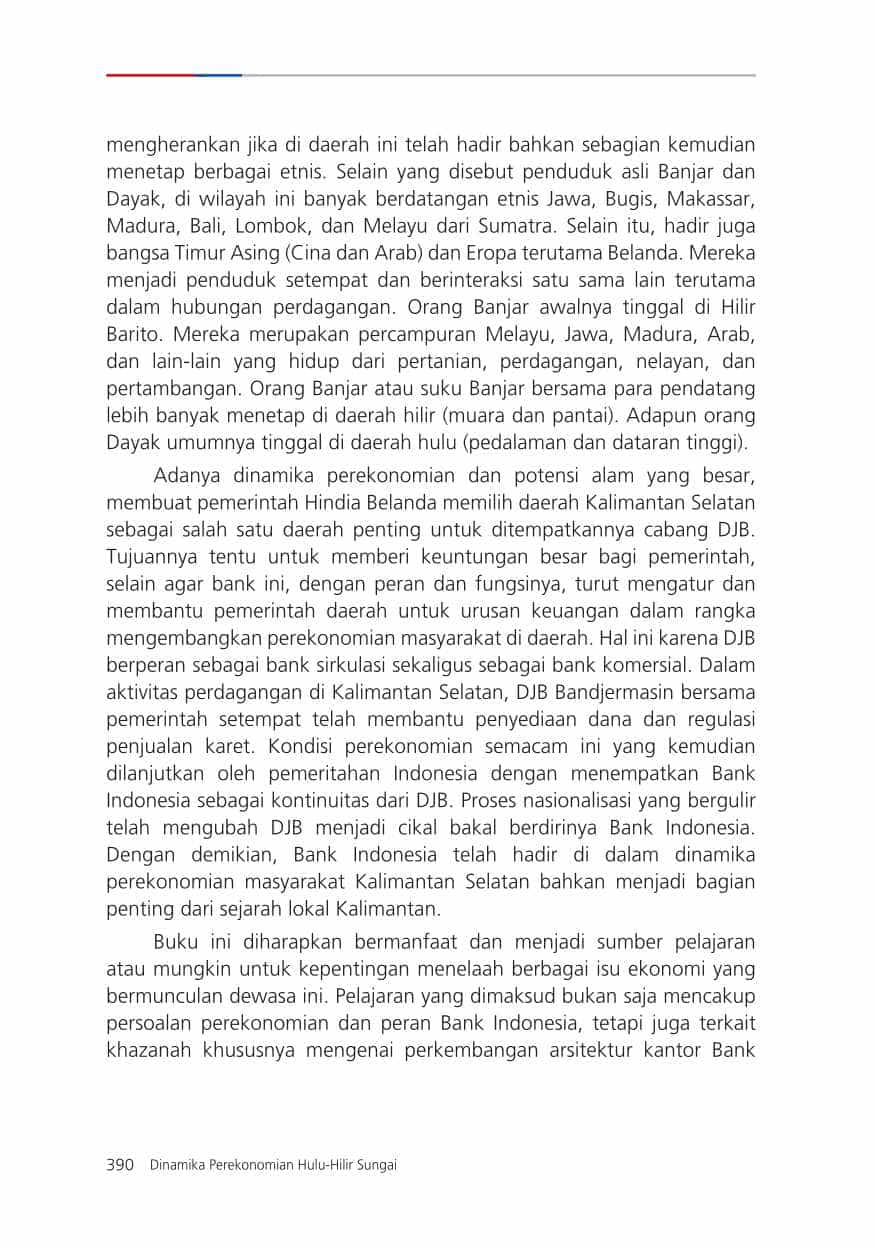 mengherankan jika di daerah ini telah hadir bahkan sebagian kemudian
menetap berbagai etnis. Selain yang disebut penduduk asli Banjar dan
Dayak, di wilayah ini banyak berdatangan etnis Jawa, Bugis, Makassar,
Madura, Bali, Lombok, dan Melayu dari Sumatra. Selain itu, hadir juga
bangsa Timur Asing (Cina dan Arab) dan Eropa terutama Belanda. Mereka
menjadi penduduk setempat dan berinteraksi satu sama lain terutama
dalam hubungan perdagangan. Orang Banjar awalnya tinggal di Hilir
Barito. Mereka merupakan percampuran Melayu, Jawa, Madura, Arab,
dan lain-lain yang hidup dari pertanian, perdagangan, nelayan, dan
pertambangan. Orang Banjar atau suku Banjar bersama para pendatang
lebih banyak menetap di daerah hilir (muara dan pantai). Adapun orang
Dayak umumnya tinggal di daerah hulu (pedalaman dan dataran tinggi).
Adanya dinamika perekonomian dan potensi alam yang besar,
membuat pemerintah Hindia Belanda memilih daerah Kalimantan Selatan
sebagai salah satu daerah penting untuk ditempatkannya cabang DJB.
Tujuannya tentu untuk memberi keuntungan besar bagi pemerintah,
selain agar bank ini, dengan peran dan fungsinya, turut mengatur dan
membantu pemerintah daerah untuk urusan keuangan dalam rangka
mengembangkan perekonomian masyarakat di daerah. Hal ini karena DJB
berperan sebagai bank sirkulasi sekaligus sebagai bank komersial. Dalam
aktivitas perdagangan di Kalimantan Selatan, DJB Bandjermasin bersama
pemerintah setempat telah membantu penyediaan dana dan regulasi
penjualan karet. Kondisi perekonomian semacam ini yang kemudian
dilanjutkan oleh pemeritahan Indonesia dengan menempatkan Bank
Indonesia sebagai kontinuitas dari DJB. Proses nasionalisasi yang bergulir
telah mengubah DJB menjadi cikal bakal berdirinya Bank Indonesia.
Dengan demikian, Bank Indonesia telah hadir di dalam dinamika
perekonomian masyarakat Kalimantan Selatan bahkan menjadi bagian
penting dari sejarah lokal Kalimantan.
Buku ini diharapkan bermanfaat dan menjadi sumber pelajaran
atau mungkin untuk kepentingan menelaah berbagai isu ekonomi yang
bermunculan dewasa ini. Pelajaran yang dimaksud bukan saja mencakup
persoalan perekonomian dan peran Bank Indonesia, tetapi juga terkait
khazanah khususnya mengenai perkembangan arsitektur kantor Bank
390 Dinamika Perekonomian Hulu-Hilir Sungai